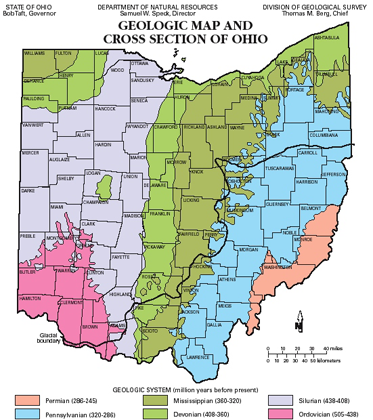 STATE OF OHIO
BobTaft, Governor
DEPARTMENT OF NATURAL RESOURCES
Samuel W. Speck, Director
DIVISION OF GEOLOGICAL SURVEY
Thomas M. Berg, Chief
GEOLOGIC MAP AND
CROSS SECTION OF OHIO
ASHTABULA
WILLIAMS
FULTON
LUCAS
LAKE
OTTAWA
CUYAHOGA
TRUMBULL
DEFIANCE
HENRY
WOOD
SANDUSKY
ERIE
PORTAGE
PAULDING
SENECA
HURON
MEDINA
SUMMIT
MAHONING
PUTNAM
HANCOCK
VAN WERT
WYANDOT
CRAWFORD
RICHLAND
ASHLAND
WAYNE
STARK
COLUMBIANA
ALLEN
HARDIN
CARROLL
MERCER
AUGLAIZE
MARION
MORROW
HOLMES
TUSCARAWAS
JEFFERSON
LOGAN
UNION
KNOX
COSHOCTON
HARRISON
SHELBY
DARKE
CHAMPAIGN
DELAWARE
LICKING
GUERNSEY
BELMONT
MIAMI
CLARK
MADISON
FRANKLIN
MUSKINGUM
NOBLE
MONROE
PREBLE
FAIRFIELD
PERRY
MORGAN
FAYETTE
PICKAWAY
WASHINGTON
BUTLER
WARREN
CLINTON
HOCKING
ROSS
ATHENS
HAMILTON
CLERMONT
HIGHLAND
VINTON
MEIGS
BROWN
ADAMS
PIKE
JACKSON
SCIOTO
GALLIA
LAWRENCE
Glacial
boundary
N
0 10 20 30 40 miles
0 10 20 30 40 50 kilometers
GEOLOGIC SYSTEM (million years before present)
Permian (286-245)
Mississippian (360-320)
Silurian (438-408)
Pennsylvanian (320-286)
Devonian (408-360)
Ordovician (505-438)